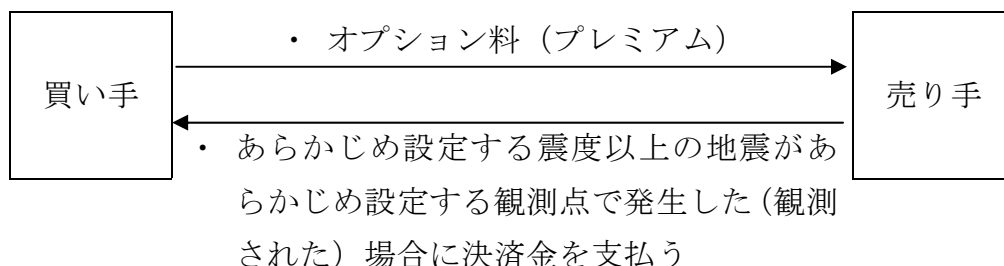 ・ オプション料（プレミアム）
買い手
売り手
・ あらかじめ設定する震度以上の地震があ
らかじめ設定する観測点で発生した（観測
された）場合に決済金を支払う